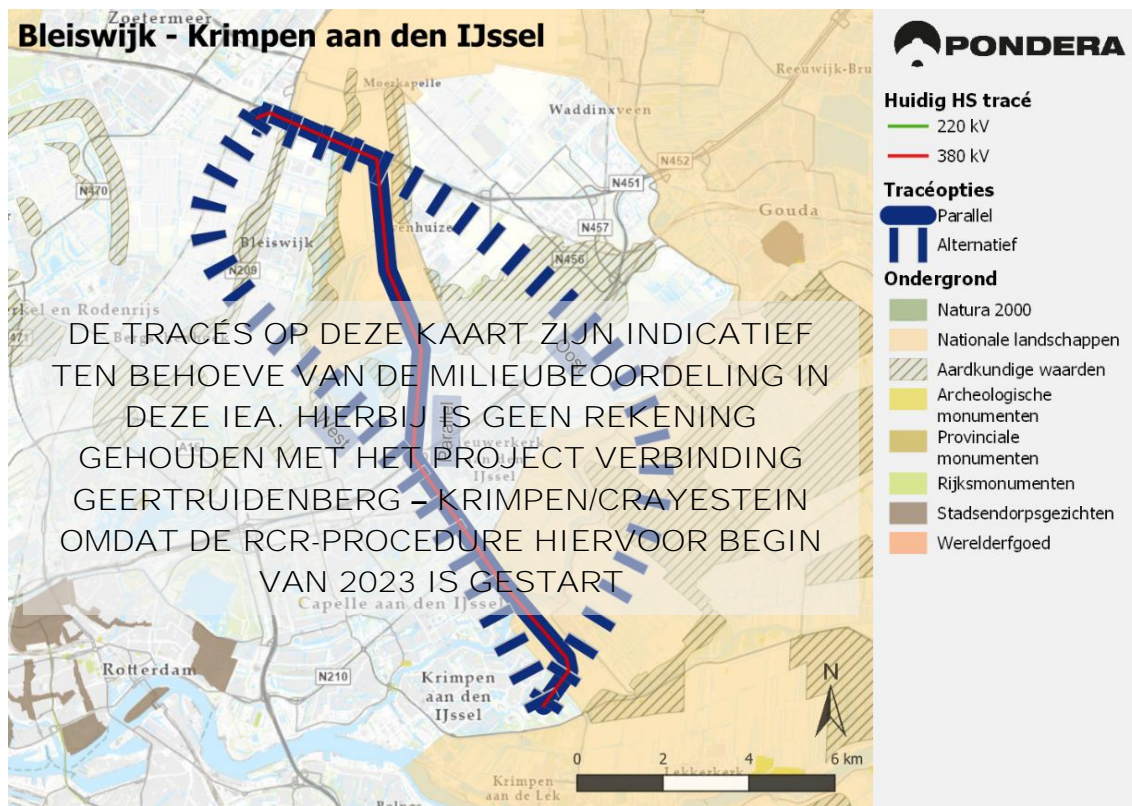 Bleiswijk - Krimpen aan den IJssel
Zoetermeer
Moerkapelle
Reeuwijk-Bru
Waddinxveen
N452
N470
N451
Gouda
N457
Bleiswijk
N456
N209
DE TRACÉS OP DEZE KAART ZIJN INDICATIEF
TEN BEHOEVE VAN DE MILIEUBEOORDELING IN
DEZE IEA. HIERBIJ IS GEEN REKENING
GEHOUDEN MET HET PROJECT VERBINDING
GEERTRUIDENBERG – KRIMPEN/CRAYESTEIN
OMDAT DE RCR-PROCEDURE HIERVOOR BEGIN
VAN 2023 IS GESTART
Oost
West
Parallel
A16
Capelle aan den IJssel
Rotterdam
N210
Krimpen
aan den
IJssel
N
0 2 4 6 km
Lekkerkerk
Krimpen
aan de Lek
PONDERA
Huidig HS tracé
220 kV
380 kV
Tracéopties
Parallel
Alternatief
Ondergrond
Natura 2000
Nationale landschappen
Aardkundige waarden
Archeologische
monumenten
Provinciale
monumenten
Rijksmonumenten
Stadsendorpsgezichten
Werelderfgoed